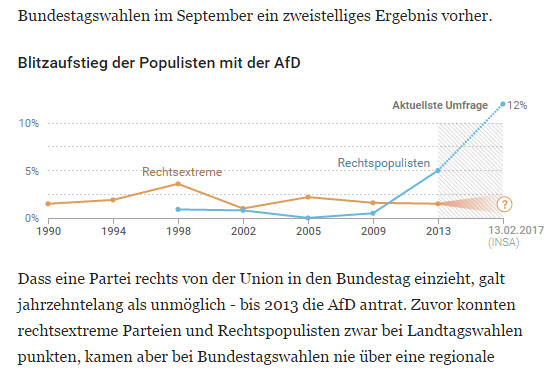 Bundestagswahlen im September ein zweistelliges Ergebnis vorher.
Blitzaufstieg der Populisten mit der AfD
Aktuellste Umfrage 12%
10%
Rechtspopulisten
Rechtsextreme
5%
0%
1990 1994 1998 2002 2005 2009 2013 13.02.2017
(INSA)
?
Dass eine Partei rechts von der Union in den Bundestag einzieht, galt
jahrzehntelang als unmöglich - bis 2013 die AfD antrat. Zuvor konnten
rechtsextreme Parteien und Rechtspopulisten zwar bei Landtagswahlen
punkten, kamen aber bei Bundestagswahlen nie über eine regionale